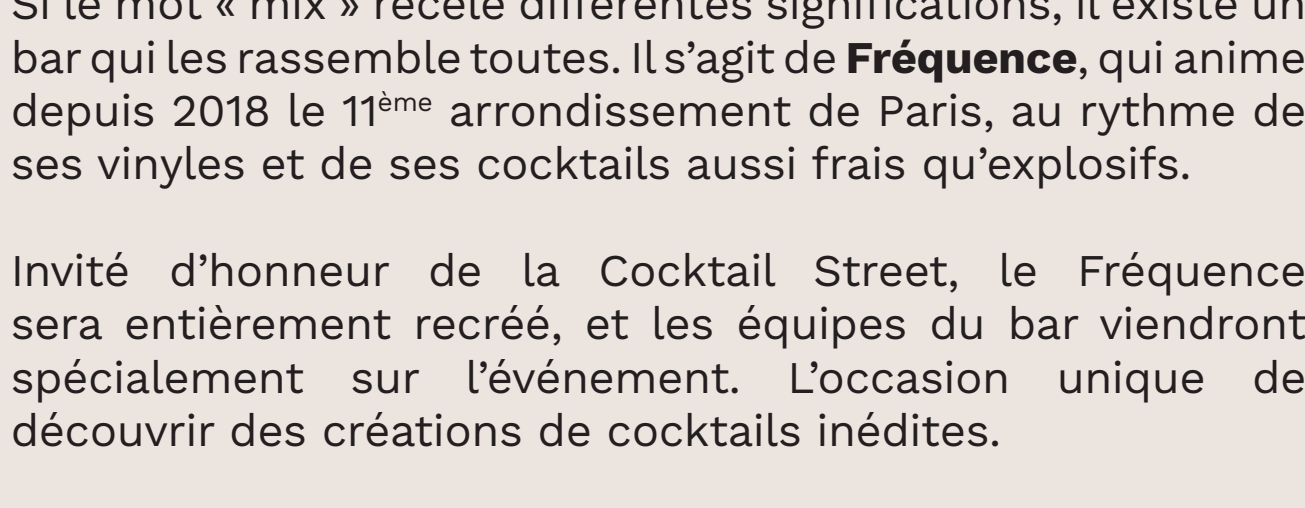 Si le mot « mix » recèle différentes significations, il existe un
bar qui les rassemble toutes. Il s’agit de Fréquence, qui anime
depuis 2018 le 11ème arrondissement de Paris, au rythme de
ses vinyles et de ses cocktails aussi frais qu’explosifs.
Invité d’honneur de la Cocktail Street, le Fréquence
sera entièrement recréé, et les équipes du bar viendront
spécialement sur l’événement. L’occasion unique de
découvrir des créations de cocktails inédites.